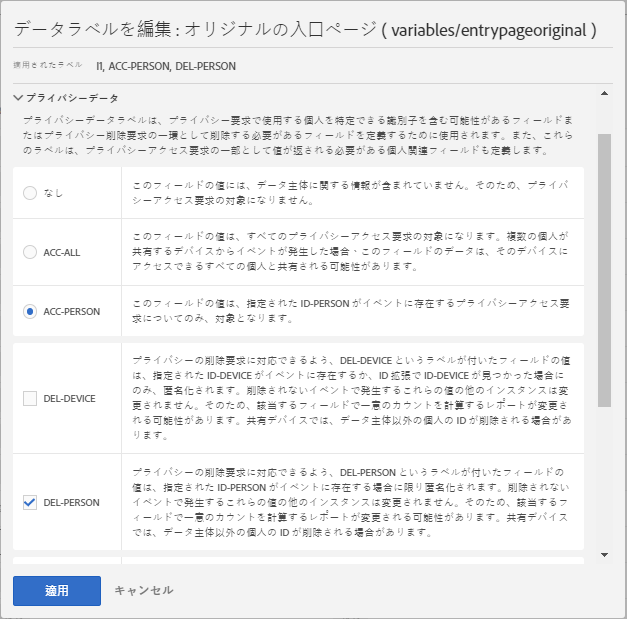 データラベルを編集 : オリジナルの入口ページ ( variables/entrypageoriginal )
適用されたラベル I1, ACC-PERSON, DEL-PERSON
プライバシーデータ
プライバシーデータラベルは、プライバシー要求で使用する個人を特定できる識別子を含む可能性があるフィールドま
たはプライバシー削除要求の一環として削除する必要があるフィールドを定義するために使用されます。また、これら
のラベルは、プライバシーアクセス要求の一部として値が返される必要がある個人関連フィールドも定義します。
なし
このフィールドの値には、データ主体に関する情報が含まれていません。そのため、プライバ
シーアクセス要求の対象になりません。
ACC-ALL
このフィールドの値は、すべてのプライバシーアクセス要求の対象になります。複数の個人が
共有するデバイスからイベントが発生した場合・このフィールドのデータは、そのデバイスに
アクセスできるすべての個人と共有される可能性があります。
ACC-PERSON
このフィールドの値は、指定された ID-PERSON がイベントに存在するプライバシーアクセス要
求についてのみ、対象となります。
DEL-DEVICE
プライバシーの削除要求に対応できるよう、DEL-DEVICE というラベルが付いたフィールドの値
は、指定された ID-DEVICE がイベントに存在するか、ID 拡張で ID-DEVICE が見つかった場合に
のみ、匿名化されます。削除されないイベントで発生するこれらの値の他のインスタンスは変
更されません。そのため、該当するフィールドで一意のカウントを計算するレポートが変更さ
れる可能性があります。共有デバイスでは、データ主体以外の個人の ID が削除される場合があ
ります。
DEL-PERSON
プライバシーの削除要求に対応できるよう、DEL-PERSON というラベルが付いたフィールドの
値は、指定された ID-PERSON がイベントに存在する場合に限り匿名化されます。削除されない
イベントで発生するこれらの値の他のインスタンスは変更されません。そのため、該当するフ
ィールドで一意のカウントを計算するレポートが変更される可能性があります。共有デバイス
では、データ主体以外の個人の ID が削除される場合があります。
適用 キャンセル